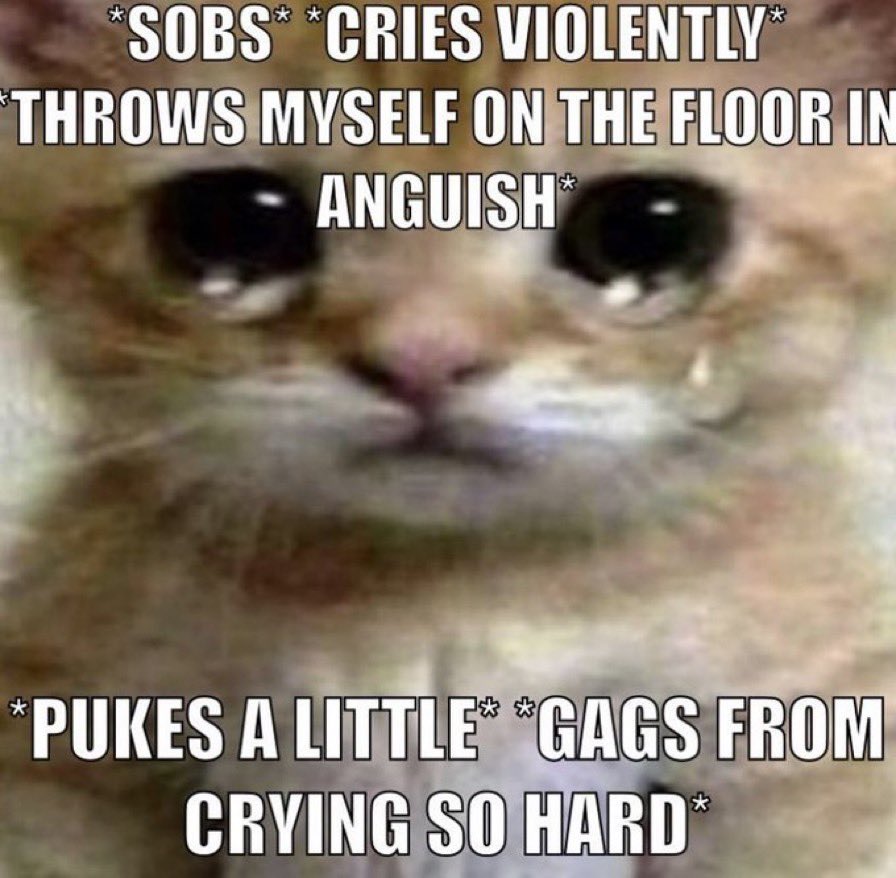 *SOBS* *CRIES VIOLENTLY*
*THROWS MYSELF ON THE FLOOR IN
ANGUISH*
*PUKES A LITTLE* *GAGS FROM
CRYING SO HARD*